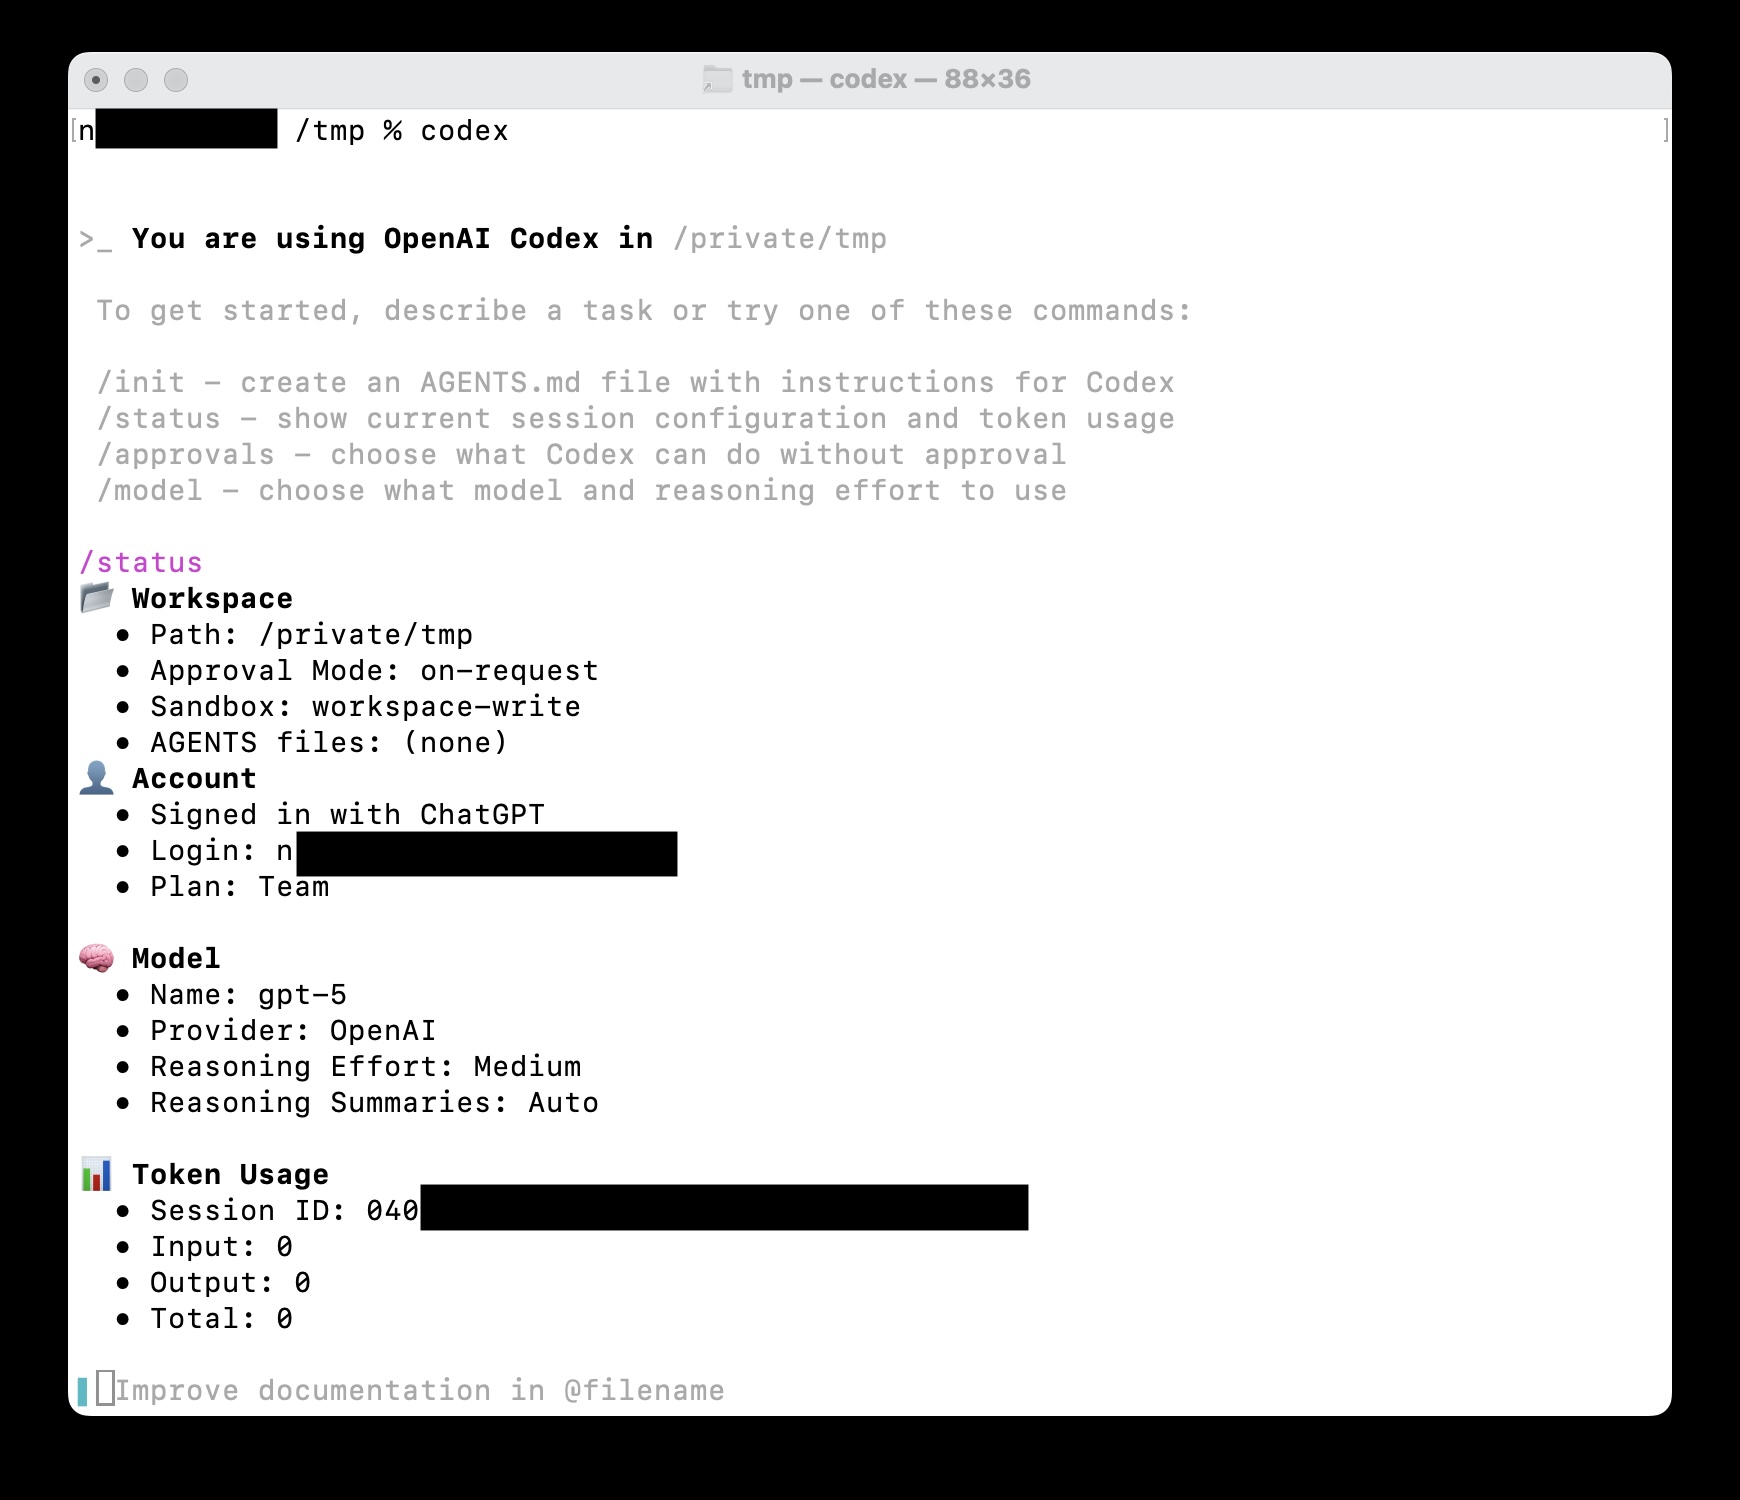 tmp — codex — 88×36
[n /tmp % codex ]
>_ You are using OpenAI Codex in /private/tmp
To get started, describe a task or try one of these commands:
/init – create an AGENTS.md file with instructions for Codex
/status – show current session configuration and token usage
/approvals – choose what Codex can do without approval
/model – choose what model and reasoning effort to use
/status
📂 Workspace
• Path: /private/tmp
• Approval Mode: on-request
• Sandbox: workspace-write
• AGENTS files: (none)
👤 Account
• Signed in with ChatGPT
• Login: n
• Plan: Team
🧠 Model
• Name: gpt-5
• Provider: OpenAI
• Reasoning Effort: Medium
• Reasoning Summaries: Auto
📊 Token Usage
• Session ID: 040
• Input: 0
• Output: 0
• Total: 0
Improve documentation in @filename